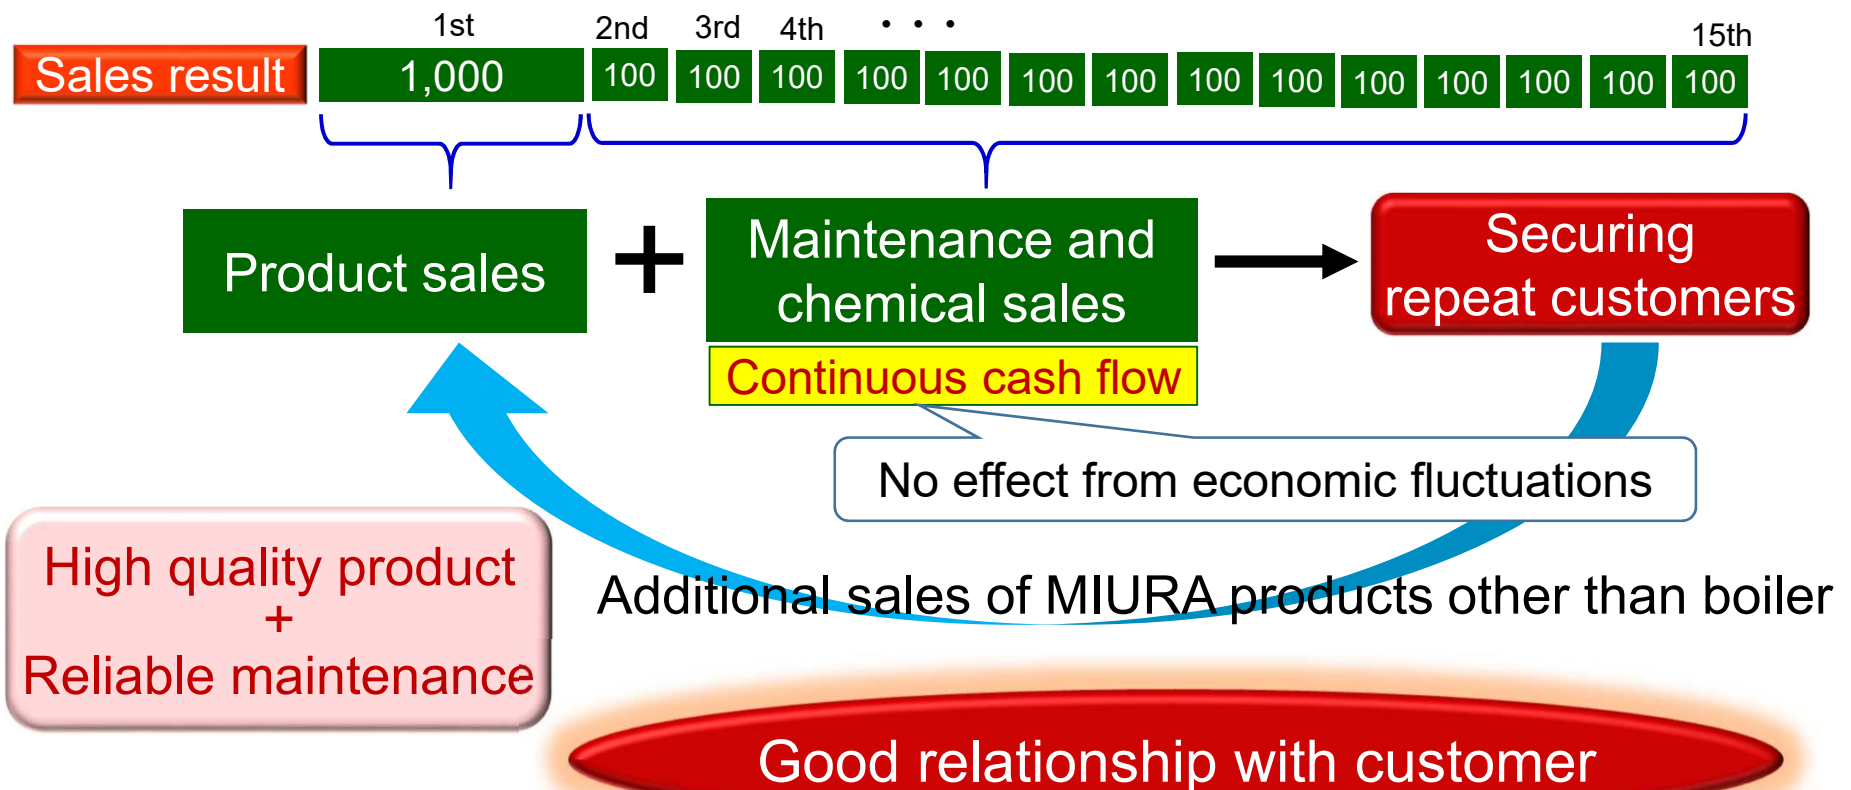 1st 2nd 3rd 4th ・・・ 15th
Sales result 1,000 100 100 100 100 100 100 100 100 100 100 100 100 100 100
Product sales
+
Maintenance and
chemical sales
Securing
repeat customers
Continuous cash flow
No effect from economic fluctuations
High quality product
+
Reliable maintenance
Additional sales of MIURA products other than boiler
Good relationship with customer